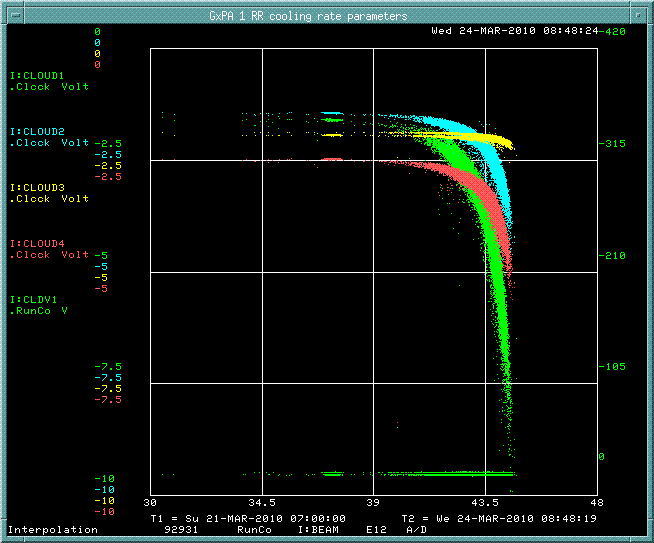 GxPA 1 RR cooling rate parameters
Wed 24-MAR-2010 08:48:24
0
0
0
0
I:CLOUD1
.Clcck Volt
I:CLOUD2
.Clcck Volt
I:CLOUD3
.Clcck Volt
I:CLOUD4
.Clcck Volt
I:CLDV1
.RunCo V
-2.5
-2.5
-2.5
-2.5
-5
-5
-5
-5
-7.5
-7.5
-7.5
-7.5
-10
-10
-10
-10
-420
-315
-210
-105
0
30 34.5 39 43.5 48
T1 = Su 21-MAR-2010 07:00:00 T2 = We 24-MAR-2010 08:48:19
Interpolation 92931 RunCo I:BEAM E12 A/D